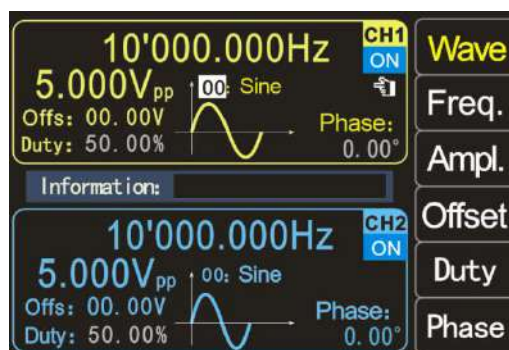 10'000.000Hz
CH1
ON
5.000Vpp
00: Sine
Offs: 00.00V
Phase:
Duty: 50.00%
0.00°
Information:
10'000.000Hz
CH2
ON
5.000Vpp
00: Sine
Offs: 00.00V
Phase:
Duty: 50.00%
0.00°
Wave
Freq.
Ampl.
Offset
Duty
Phase